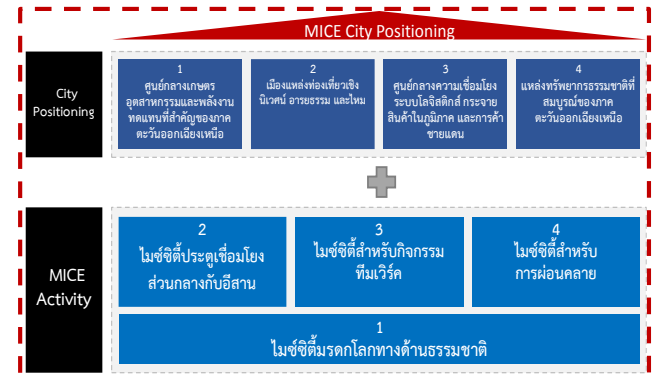 MICE City Positioning
City
Positioning
1
ศูนย์กลางเกษตร
อุตสาหกรรมและพลังงาน
ทดแทนที่สำคัญของภาค
ตะวันออกเฉียงเหนือ
2
เมืองแหล่งท่องเที่ยวเชิง
นิเวศน์ อารยธรรม และไหม
3
ศูนย์กลางความเชื่อมโยง
ระบบโลจิสติกส์ กระจาย
สินค้าในภูมิภาค และการค้า
ชายแดน
4
แหล่งทรัพยากรธรรมชาติที่
สมบูรณ์ของภาค
ตะวันออกเฉียงเหนือ
MICE
Activity
2
ไมซ์ซิตี้ประตูเชื่อมโยง
ส่วนกลางกับอีสาน
3
ไมซ์ซิตี้สำหรับกิจกรรม
ทีมเวิร์ค
4
ไมซ์ซิตี้สำหรับ
การผ่อนคลาย
1
ไมซ์ซิตี้มรดกโลกทางด้านธรรมชาติ